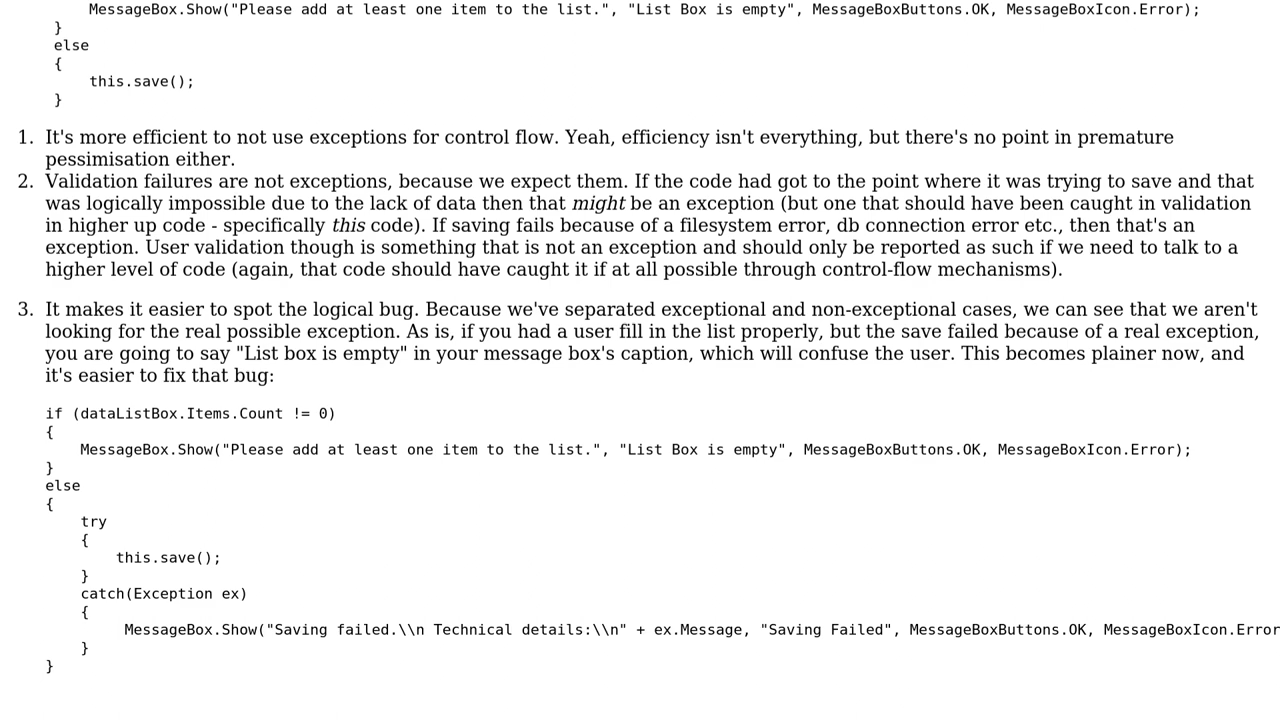 MessageBox.Show("Please add at least one item to the list.", "List Box is empty", MessageBoxButtons.OK, MessageBoxIcon.Error);
}
else
{
this.save();
}
1. It's more efficient to not use exceptions for control flow. Yeah, efficiency isn't everything, but there's no point in premature
pessimisation either.
2. Validation failures are not exceptions, because we expect them. If the code had got to the point where it was trying to save and that
was logically impossible due to the lack of data then that might be an exception (but one that should have been caught in validation
in higher up code - specifically this code). If saving fails because of a filesystem error, db connection error etc., then that's an
exception. User validation though is something that is not an exception and should only be reported as such if we need to talk to a
higher level of code (again, that code should have caught it if at all possible through control-flow mechanisms).
3. It makes it easier to spot the logical bug. Because we've separated exceptional and non-exceptional cases, we can see that we aren't
looking for the real possible exception. As is, if you had a user fill in the list properly, but the save failed because of a real exception,
you are going to say "List box is empty" in your message box's caption, which will confuse the user. This becomes plainer now, and
it's easier to fix that bug:
if (dataListBox.Items.Count != 0)
{
MessageBox.Show("Please add at least one item to the list.", "List Box is empty", MessageBoxButtons.OK, MessageBoxIcon.Error);
}
else
{
try
{
this.save();
}
catch(Exception ex)
{
MessageBox.Show("Saving failed.\\n Technical details:\\n" + ex.Message, "Saving Failed", MessageBoxButtons.OK, MessageBoxIcon.Error
}
}